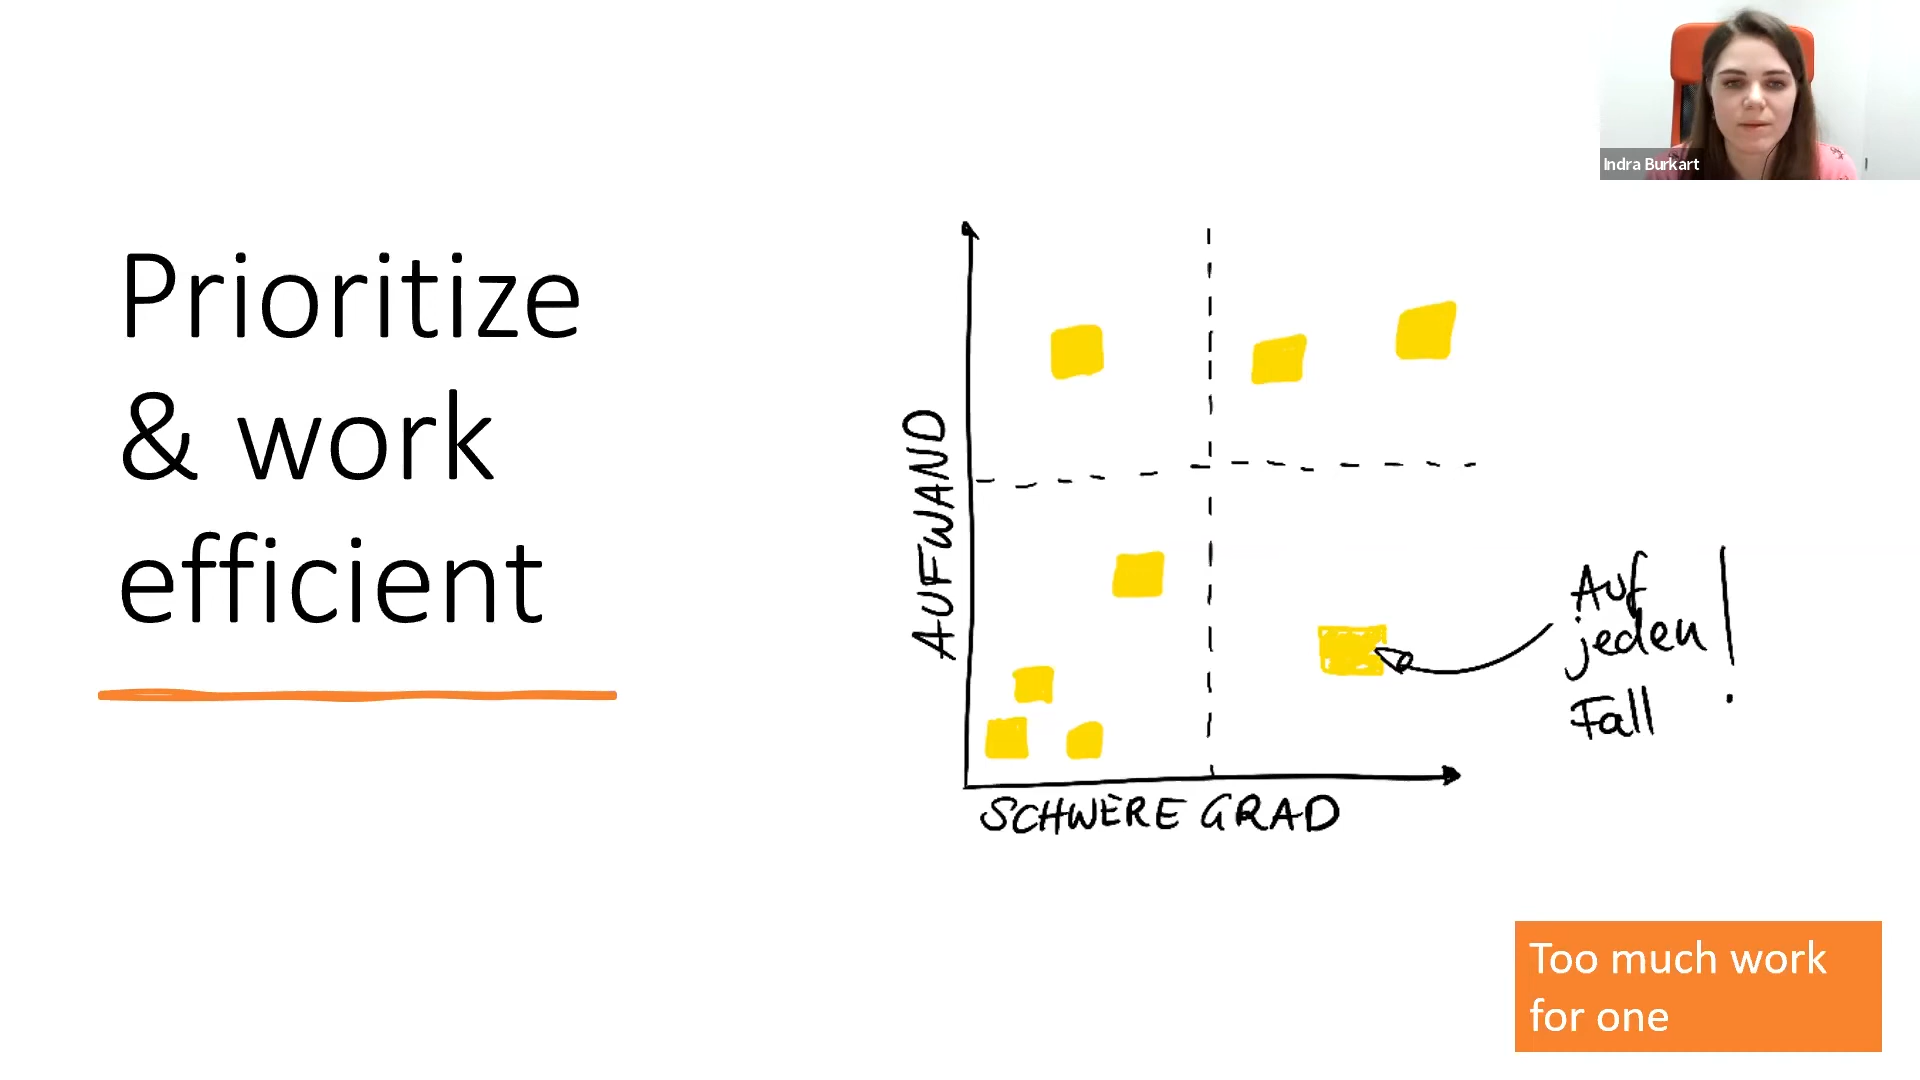 Indra Burkart
Prioritize
& work
efficient
AUFWAND
SCHWERE GRAD
Auf
jeden
Fall !
Too much work
for one